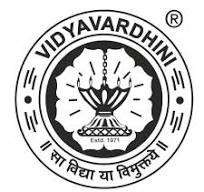 ®
VIDYAVARDHINI
Estd. 1971
॥ सा विद्या या विमुक्तये ॥